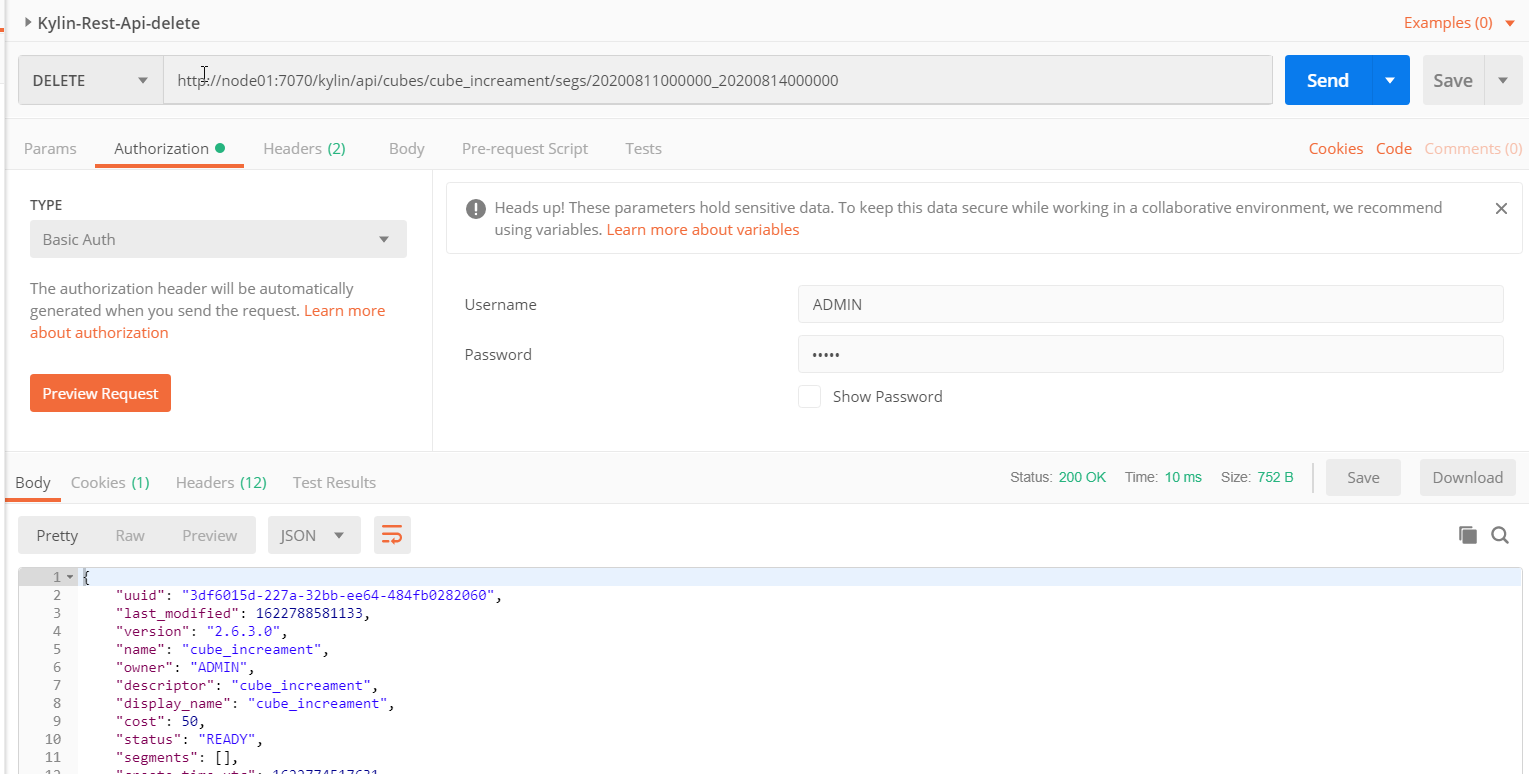 Kylin-Rest-Api-delete
Examples (0)
DELETE
http://node01:7070/kylin/api/cubes/cube_increament/segs/20200811000000_20200814000000
Send
Save
Params
Authorization
Headers (2)
Body
Pre-request Script
Tests
Cookies
Code
Comments (0)
TYPE
Basic Auth
The authorization header will be automatically
generated when you send the request. Learn more
about authorization
Preview Request
Heads up! These parameters hold sensitive data. To keep this data secure while working in a collaborative environment, we recommend
using variables. Learn more about variables
Username
ADMIN
Password
•••••
Show Password
Body
Cookies (1)
Headers (12)
Test Results
Status: 200 OK
Time: 10 ms
Size: 752 B
Save
Download
Pretty
Raw
Preview
JSON
1 {
2 "uuid": "3df6015d-227a-32bb-ee64-484fb0282060",
3 "last_modified": 1622788581133,
4 "version": "2.6.3.0",
5 "name": "cube_increament",
6 "owner": "ADMIN",
7 "descriptor": "cube_increament",
8 "display_name": "cube_increament",
9 "cost": 50,
10 "status": "READY",
11 "segments": [],